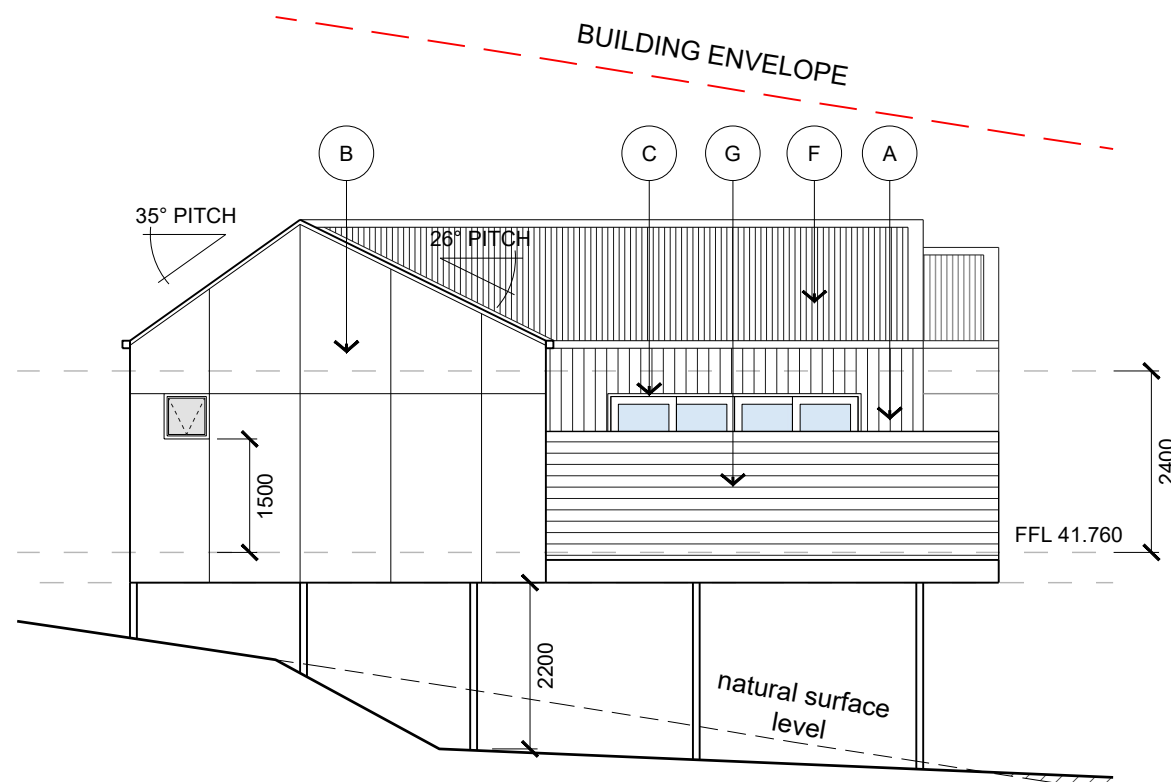 BUILDING ENVELOPE
B
C
G
F
A
35° PITCH
26° PITCH
1500
2400
FFL 41.760
2200
natural surface
level